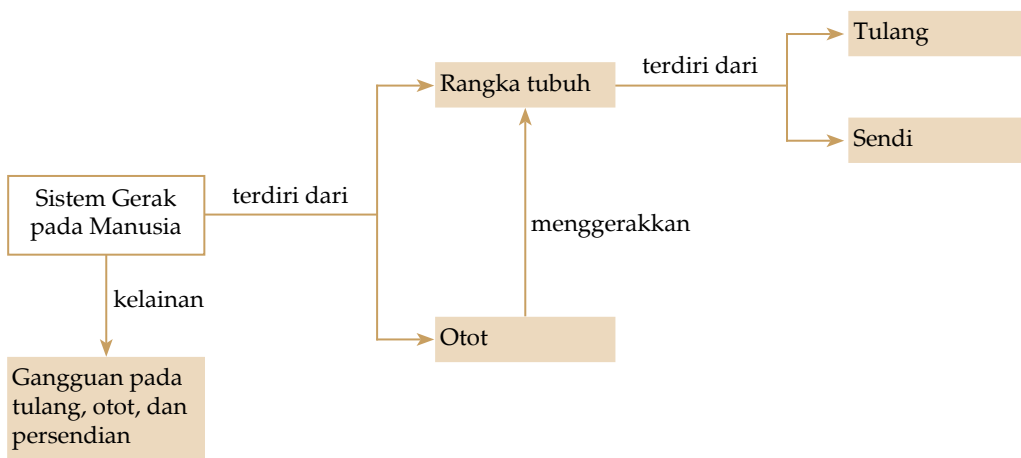 Tulang
terdiri dari
Rangka tubuh
Sendi
Sistem Gerak
pada Manusia
terdiri dari
menggerakkan
kelainan
Otot
Gangguan pada
tulang, otot, dan
persendian